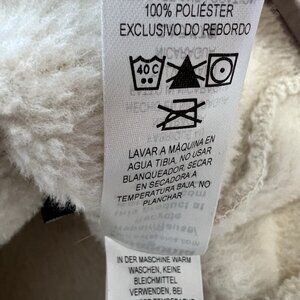 100% POLIÉSTER
EXCLUSIVO DO REBORDO
40 C
LAVAR A MÁQUINA EN
AGUA TIBIA, NO USAR
BLANQUEADOR, SECAR
EN SECADORA A
TEMPERATURA BAJA, NO
PLANCHAR
IN DER MASCHINE WARM
WASCHEN, KEINE
BLEICHMITTEL
VERWENDEN, BEI